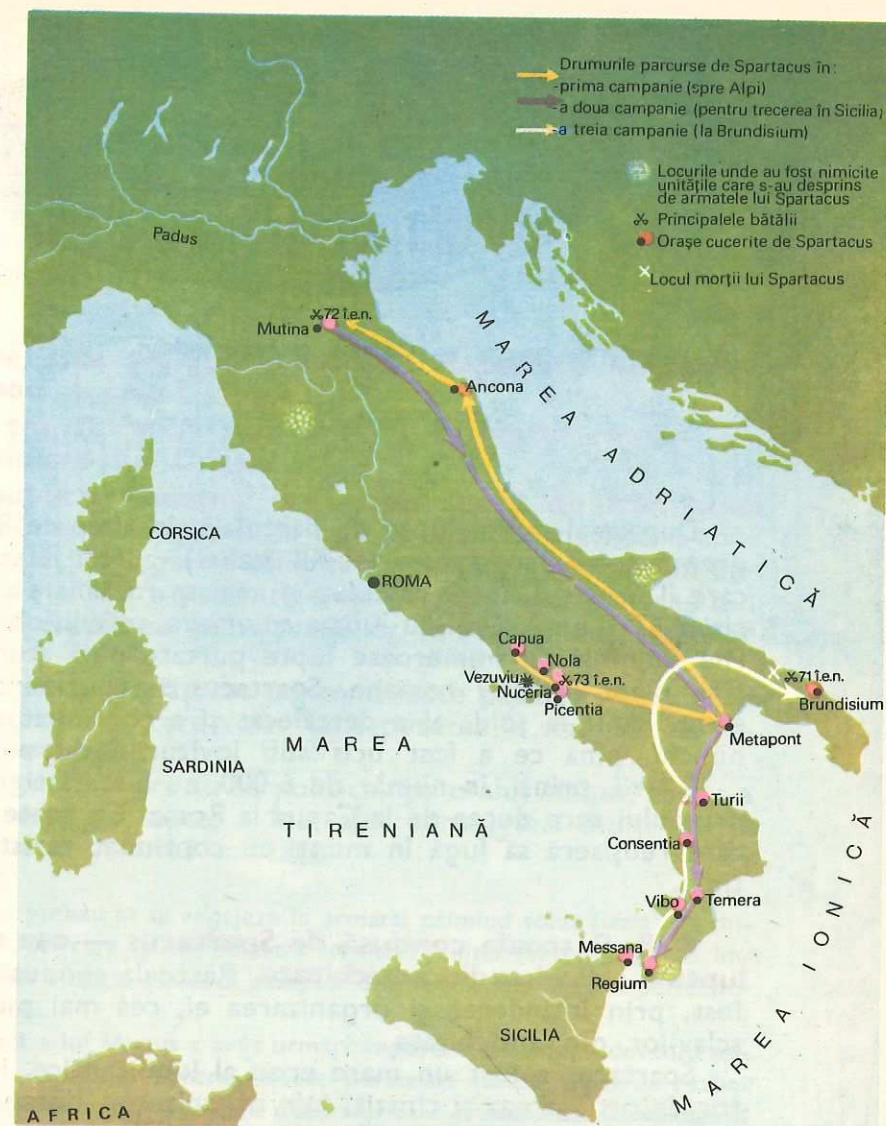 Drumurile parcurse de Spartacus în:
-prima campanie (spre Alpi)
-a doua campanie (pentru trecerea în Sicilia)
-a treia campanie (la Brundisium)
Locurile unde au fost nimicite
unitățile care s-au desprins
de armatele lui Spartacus
Principalele bătălii
Orașe cucerite de Spartacus
Locul morții lui Spartacus
Padus
72 î.e.n.
Mutina
Ancona
MAREA ADRIATICĂ
CORSICA
ROMA
Capua
Nola
Vezuviu
Nuceria
73 î.e.n.
Picentia
71 î.e.n.
Brundisium
Metapont
MAREA
TIRENIANĂ
SARDINIA
Turii
Consentia
Vibo
Temera
Messana
Regium
SICILIA
MAREA IONICĂ
AFRICA